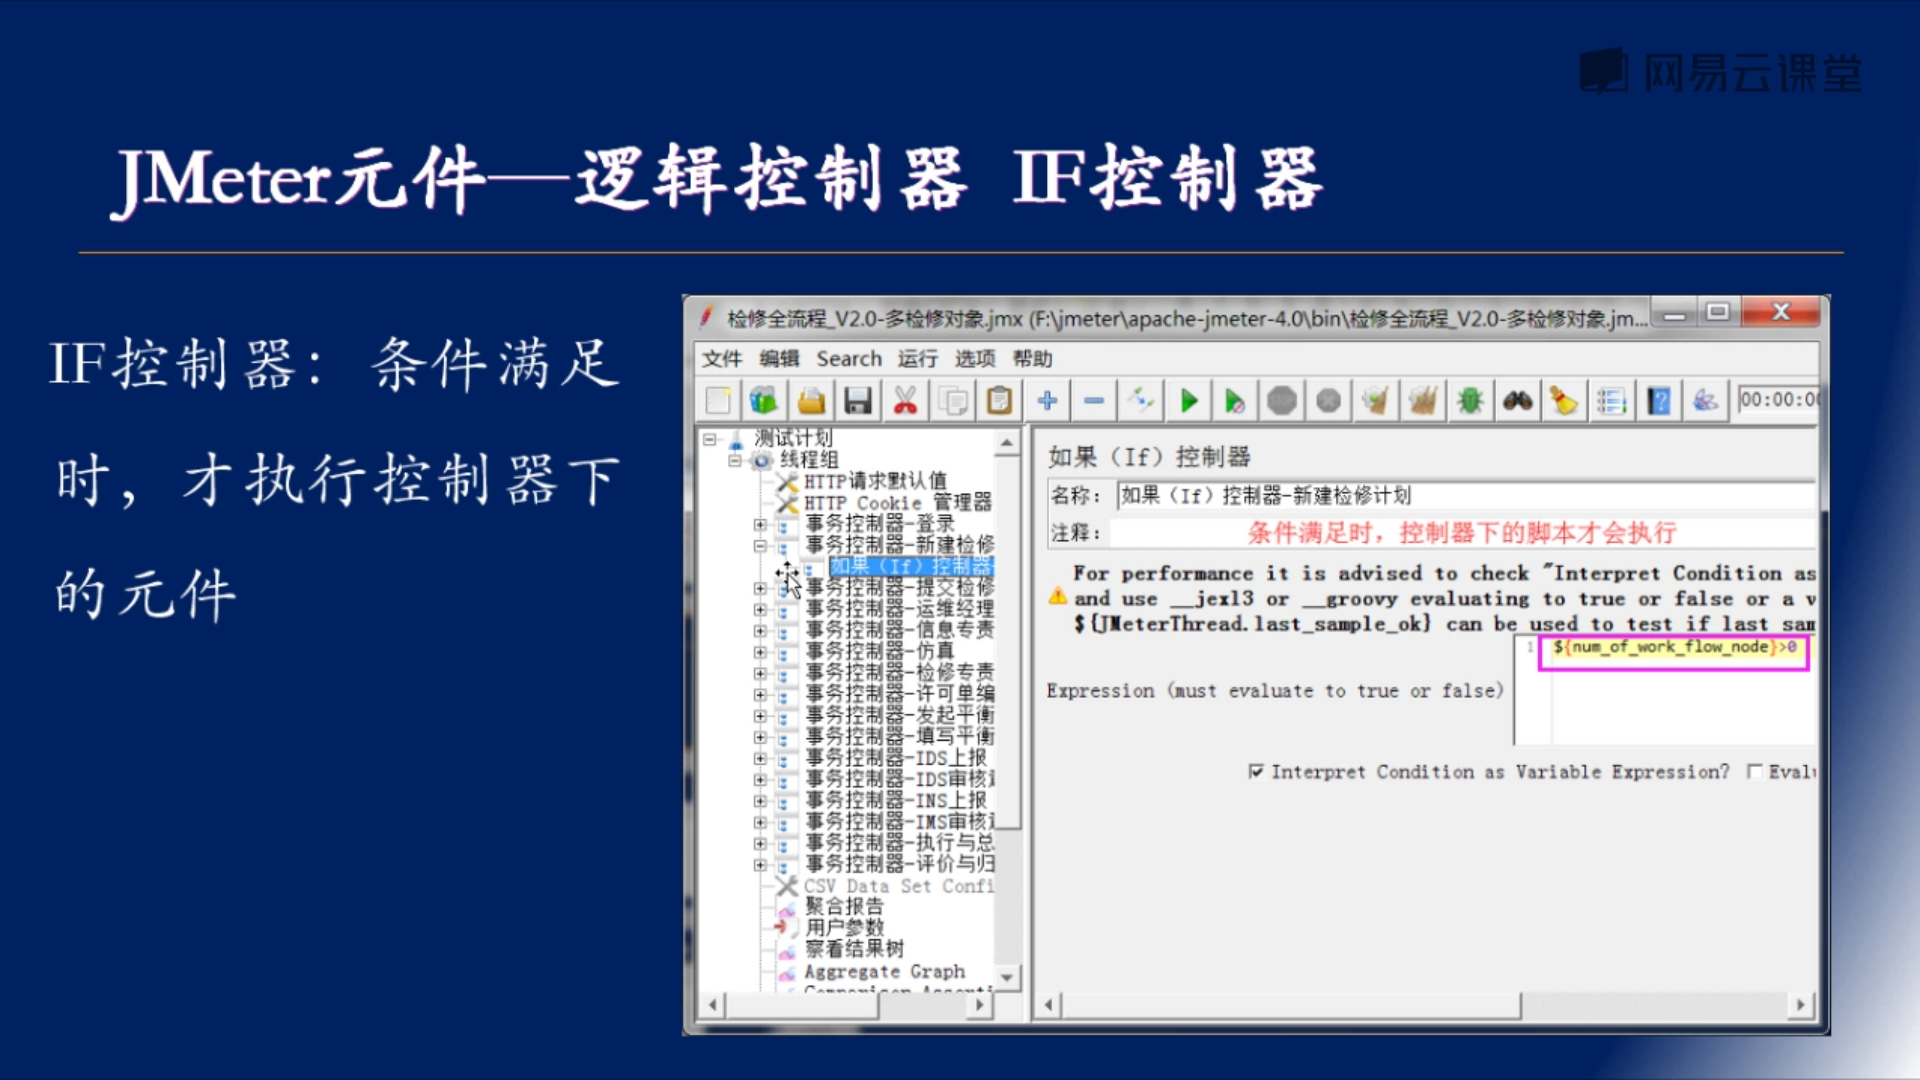 网易云课堂
JMeter元件—逻辑控制器 IF控制器
IF控制器：条件满足
时，才执行控制器下
的元件
检修全流程_V2.0-多检修对象.jmx (F:\jmeter\apache-jmeter-4.0\bin\检修全流程_V2.0-多检修对象.jm...
文件 编辑 Search 运行 选项 帮助
00:00:00
测试计划
线程组
HTTP请求默认值
HTTP Cookie 管理器
事务控制器-登录
事务控制器-新建检修
如果（If）控制器
事务控制器-提交检修
事务控制器-运维经理
事务控制器-信息专责
事务控制器-仿真
事务控制器-检修专责
事务控制器-许可单编
事务控制器-发起平衡
事务控制器-填写平衡
事务控制器-IDS上报
事务控制器-IDS审核
事务控制器-INS上报
事务控制器-IMS审核
事务控制器-执行与总
事务控制器-评价与归
CSV Data Set Confi
聚合报告
用户参数
察看结果树
Aggregate Graph
Comparison Asserti
如果（If）控制器
名称： 如果（If）控制器-新建检修计划
注释： 条件满足时，控制器下的脚本才会执行
For performance it is advised to check "Interpret Condition as
and use __jexl3 or __groovy evaluating to true or false or a v
${JMeterThread.last_sample_ok} can be used to test if last sam
1 ${num_of_work_flow_node}>0
Expression (must evaluate to true or false)
Interpret Condition as Variable Expression? Eval